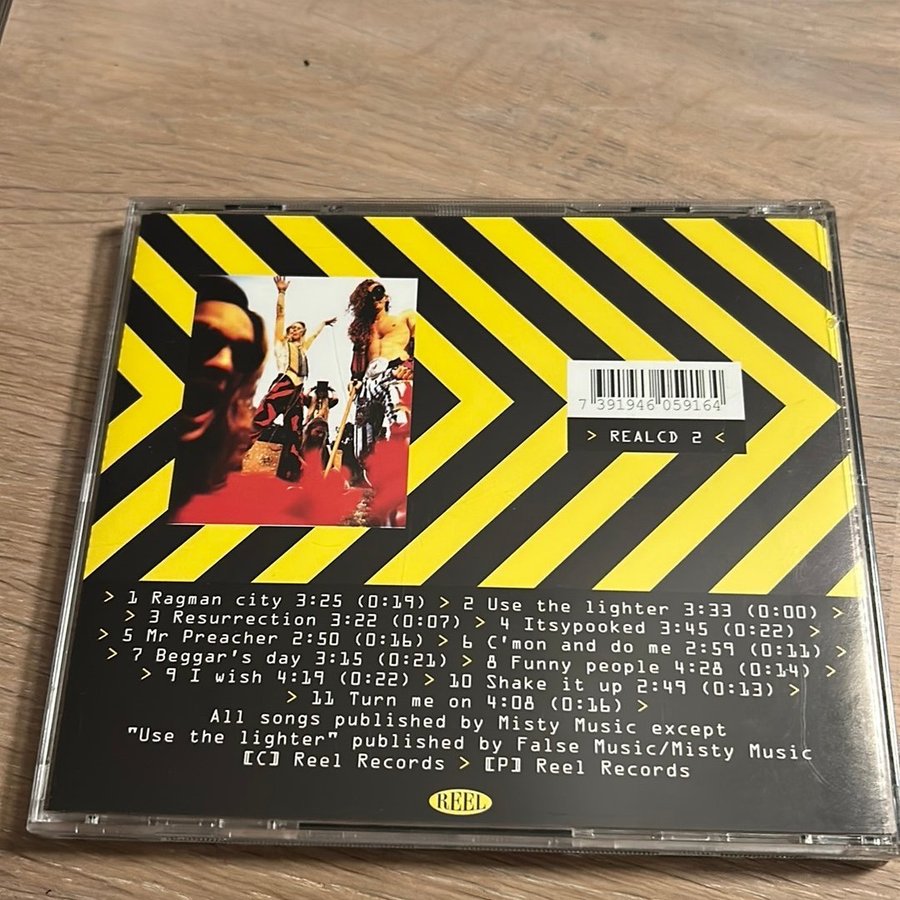 7 391946 059164
> REALCD 2 <
> 1 Ragman city 3:25 (0:19) > 2 Use the lighter 3:33 (0:00) >
> 3 Resurrection 3:22 (0:07) > 4 Itsypooked 3:45 (0:22) >
> 5 Mr Preacher 2:50 (0:16) > 6 C'mon and do me 2:59 (0:11) >
> 7 Beggar's day 3:15 (0:21) > 8 Funny people 4:28 (0:14) >
> 9 I wish 4:19 (0:22) > 10 Shake it up 2:49 (0:13) >
> 11 Turn me on 4:08 (0:16) >
All songs published by Misty Music except
"Use the lighter" published by False Music/Misty Music
[C] Reel Records > [P] Reel Records
REEL